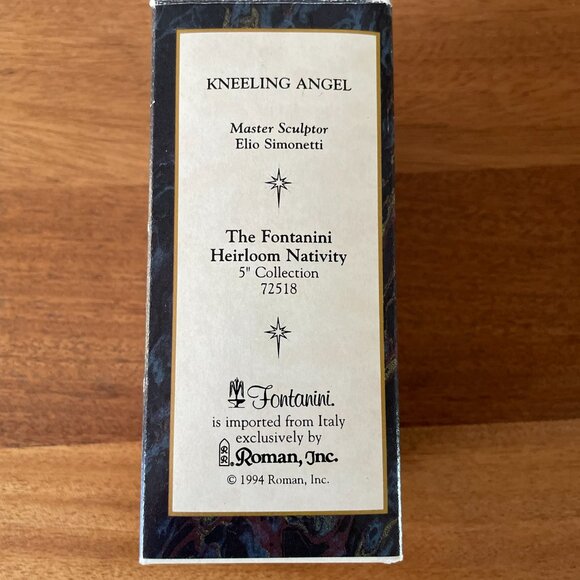 KNEELING ANGEL
Master Sculptor
Elio Simonetti
The Fontanini
Heirloom Nativity
5" Collection
72518
Fontanini.
is imported from Italy
exclusively by
Roman, Inc.
© 1994 Roman, Inc.